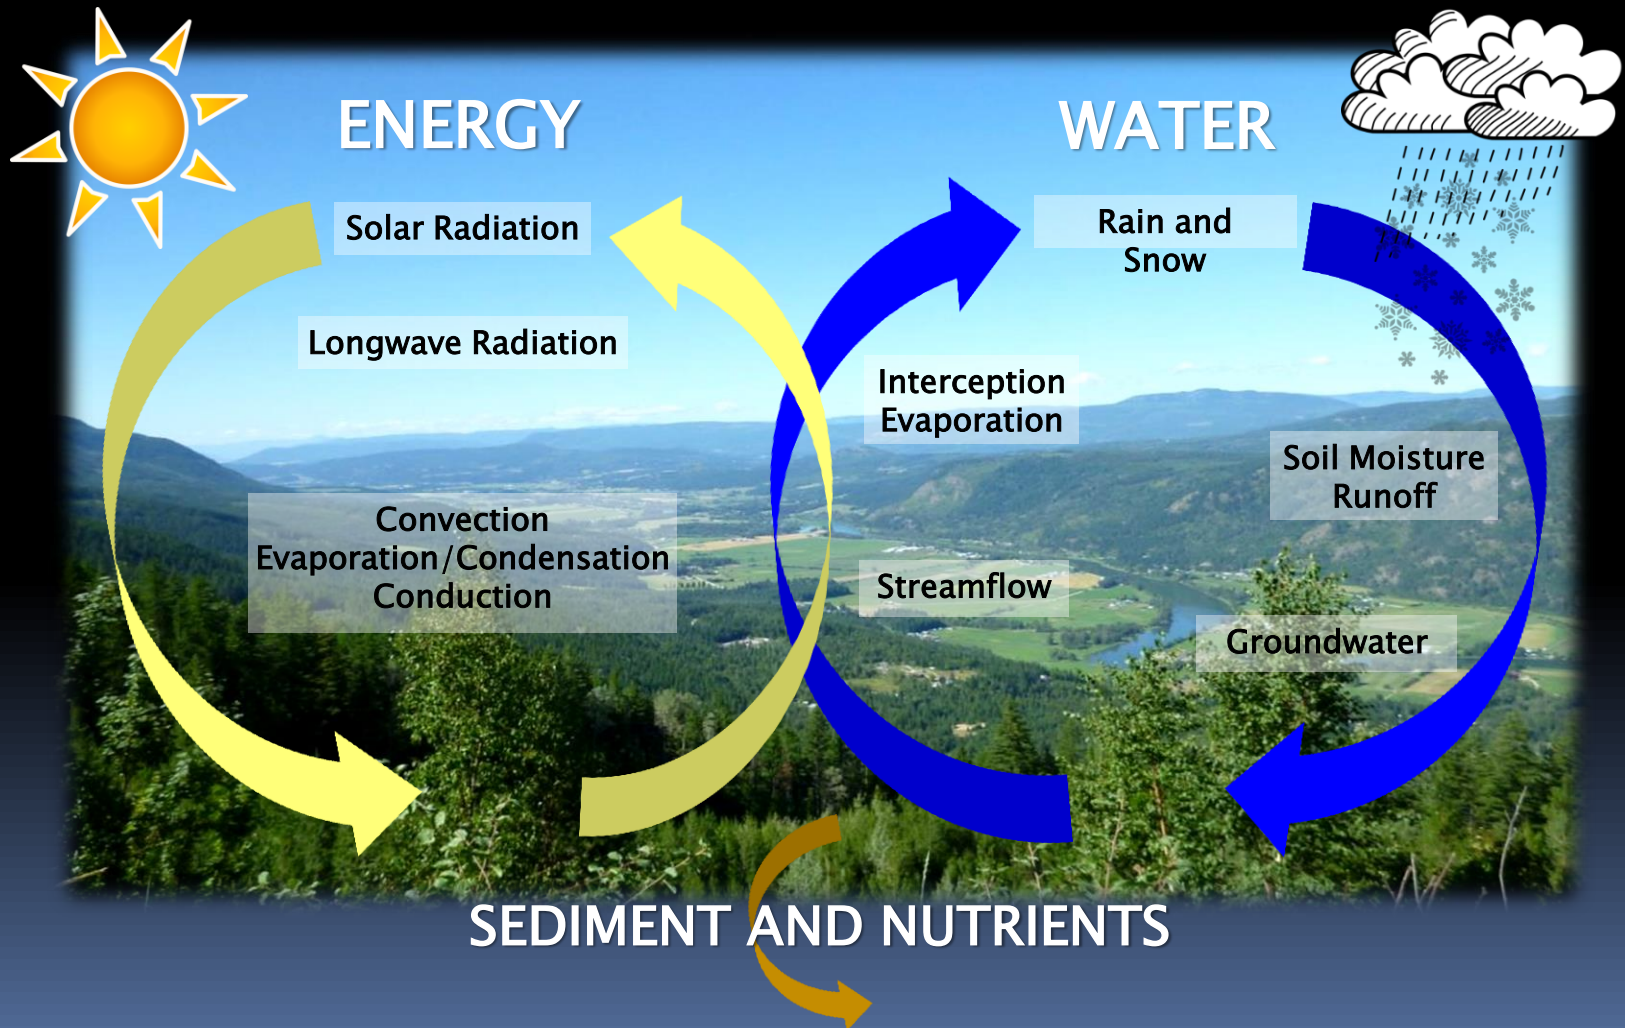 ENERGY
WATER
Solar Radiation
Rain and
Snow
Longwave Radiation
Interception
Evaporation
Soil Moisture
Runoff
Convection
Evaporation/Condensation
Conduction
Streamflow
Groundwater
SEDIMENT AND NUTRIENTS